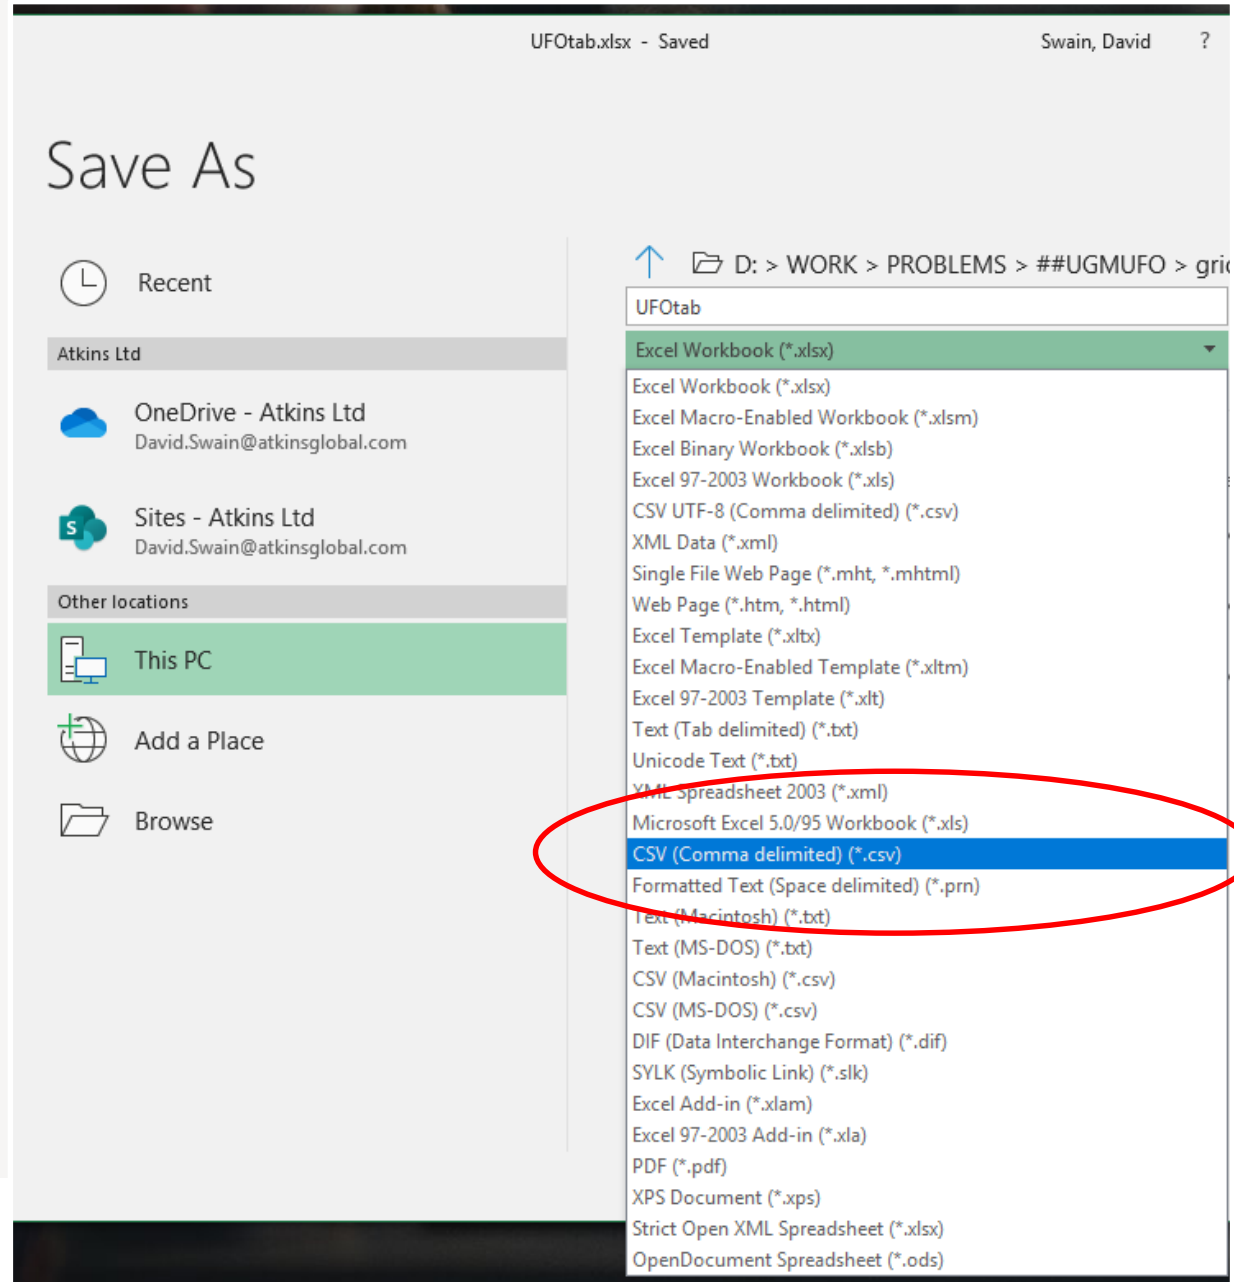 UFOtab.xlsx - Saved
Swain, David ?
Save As
Recent
Atkins Ltd
OneDrive - Atkins Ltd
David.Swain@atkinsglobal.com
S
Sites - Atkins Ltd
David.Swain@atkinsglobal.com
Other locations
This PC
Add a Place
Browse
D: > WORK > PROBLEMS > ##UGMUFO >
UFOtab
Excel Workbook (*.xlsx)
Excel Workbook (*.xlsx)
Excel Macro-Enabled Workbook (*.xlsm)
Excel Binary Workbook (*.xlsb)
Excel 97-2003 Workbook (*.xls)
CSV UTF-8 (Comma delimited) (*.csv)
XML Data (*.xml)
Single File Web Page (*.mht, *.mhtml)
Web Page (*.htm, *.html)
Excel Template (*.xltx)
Excel Macro-Enabled Template (*.xltm)
Excel 97-2003 Template (*.xlt)
Text (Tab delimited) (*.txt)
Unicode Text (*.txt)
XML Spreadsheet 2003 (*.xml)
Microsoft Excel 5.0/95 Workbook (*.xls)
CSV (Comma delimited) (*.csv)
Formatted Text (Space delimited) (*.prn)
Text (Macintosh) (*.txt)
Text (MS-DOS) (*.txt)
CSV (Macintosh) (*.csv)
CSV (MS-DOS) (*.csv)
DIF (Data Interchange Format) (*.dif)
SYLK (Symbolic Link) (*.slk)
Excel Add-in (*.xlam)
Excel 97-2003 Add-in (*.xla)
PDF (*.pdf)
XPS Document (*.xps)
Strict Open XML Spreadsheet (*.xlsx)
OpenDocument Spreadsheet (*.ods)